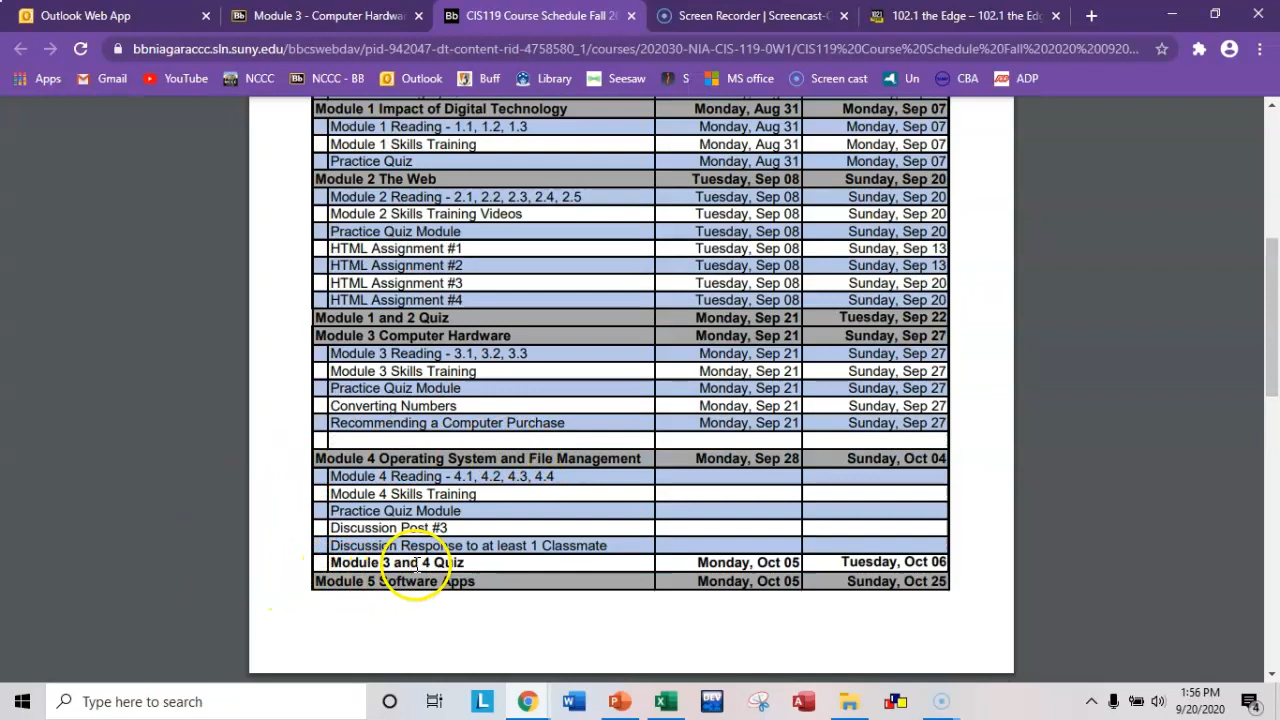 Outlook Web App
Bb Module 3 - Computer Hardwa
Bb CIS119 Course Schedule Fall 20
Screen Recorder | Screencast-O
102.1 the Edge – 102.1 the Edge
bbniagaraccc.sln.suny.edu/bbcswebdav/pid-942047-dt-content-rid-4758580_1/courses/202030-NIA-CIS-119-0W1/CIS119%20Course%20Schedule%20Fall%202020%200920...
Apps Gmail YouTube NCCC Bb NCCC - BB Outlook Buff Library Seesaw S MS office Screen cast Un CBA ADP
Module 1 Impact of Digital Technology Monday, Aug 31 Monday, Sep 07
Module 1 Reading - 1.1, 1.2, 1.3 Monday, Aug 31 Monday, Sep 07
Module 1 Skills Training Monday, Aug 31 Monday, Sep 07
Practice Quiz Monday, Aug 31 Monday, Sep 07
Module 2 The Web Tuesday, Sep 08 Sunday, Sep 20
Module 2 Reading - 2.1, 2.2, 2.3, 2.4, 2.5 Tuesday, Sep 08 Sunday, Sep 20
Module 2 Skills Training Videos Tuesday, Sep 08 Sunday, Sep 20
Practice Quiz Module Tuesday, Sep 08 Sunday, Sep 20
HTML Assignment #1 Tuesday, Sep 08 Sunday, Sep 13
HTML Assignment #2 Tuesday, Sep 08 Sunday, Sep 13
HTML Assignment #3 Tuesday, Sep 08 Sunday, Sep 20
HTML Assignment #4 Tuesday, Sep 08 Sunday, Sep 20
Module 1 and 2 Quiz Monday, Sep 21 Tuesday, Sep 22
Module 3 Computer Hardware Monday, Sep 21 Sunday, Sep 27
Module 3 Reading - 3.1, 3.2, 3.3 Monday, Sep 21 Sunday, Sep 27
Module 3 Skills Training Monday, Sep 21 Sunday, Sep 27
Practice Quiz Module Monday, Sep 21 Sunday, Sep 27
Converting Numbers Monday, Sep 21 Sunday, Sep 27
Recommending a Computer Purchase Monday, Sep 21 Sunday, Sep 27
Module 4 Operating System and File Management Monday, Sep 28 Sunday, Oct 04
Module 4 Reading - 4.1, 4.2, 4.3, 4.4
Module 4 Skills Training
Practice Quiz Module
Discussion Post #3
Discussion Response to at least 1 Classmate
Module 3 and 4 Quiz Monday, Oct 05 Tuesday, Oct 06
Module 5 Software Apps Monday, Oct 05 Sunday, Oct 25
Type here to search
1:56 PM
9/20/2020
4